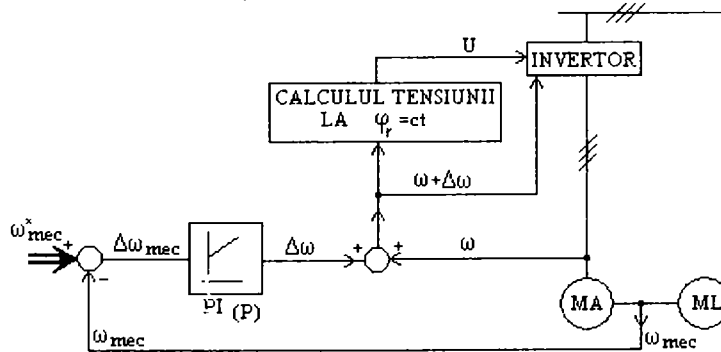 U
INVERTOR
CALCULUL TENSIUNII
LA φr =ct
ω+Δω
ω*mec +
Δωmec
Δω
+
+
ω
-
PI (P)
MA
ML
ωmec
ωmec